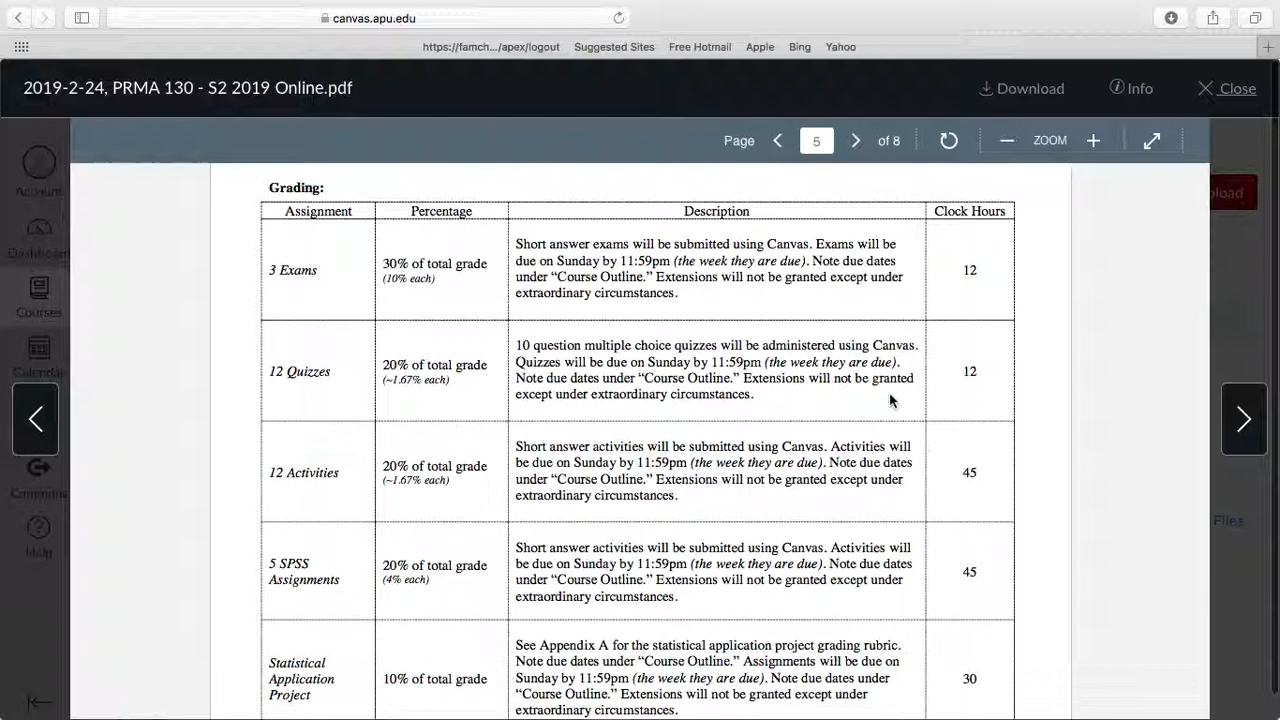 canvas.apu.edu
https://famch.../apex/logout Suggested Sites Free Hotmail Apple Bing Yahoo
2019-2-24, PRMA 130 - S2 2019 Online.pdf
Download Info Close
Page 5 of 8 ZOOM
Account
Dashboard
Courses
Calendar
Commons
Help
Files
Grading:
Assignment Percentage Description Clock Hours
3 Exams
30% of total grade
(10% each)
Short answer exams will be submitted using Canvas. Exams will be
due on Sunday by 11:59pm (the week they are due). Note due dates
under “Course Outline.” Extensions will not be granted except under
extraordinary circumstances.
12
12 Quizzes
20% of total grade
(~1.67% each)
10 question multiple choice quizzes will be administered using Canvas.
Quizzes will be due on Sunday by 11:59pm (the week they are due).
Note due dates under “Course Outline.” Extensions will not be granted
except under extraordinary circumstances.
12
12 Activities
20% of total grade
(~1.67% each)
Short answer activities will be submitted using Canvas. Activities will
be due on Sunday by 11:59pm (the week they are due). Note due dates
under “Course Outline.” Extensions will not be granted except under
extraordinary circumstances.
45
5 SPSS
Assignments
20% of total grade
(4% each)
Short answer activities will be submitted using Canvas. Activities will
be due on Sunday by 11:59pm (the week they are due). Note due dates
under “Course Outline.” Extensions will not be granted except under
extraordinary circumstances.
45
Statistical
Application
Project
10% of total grade
See Appendix A for the statistical application project grading rubric.
Note due dates under “Course Outline.” Assignments will be due on
Sunday by 11:59pm (the week they are due). Note due dates under
“Course Outline.” Extensions will not be granted except under
extraordinary circumstances.
30